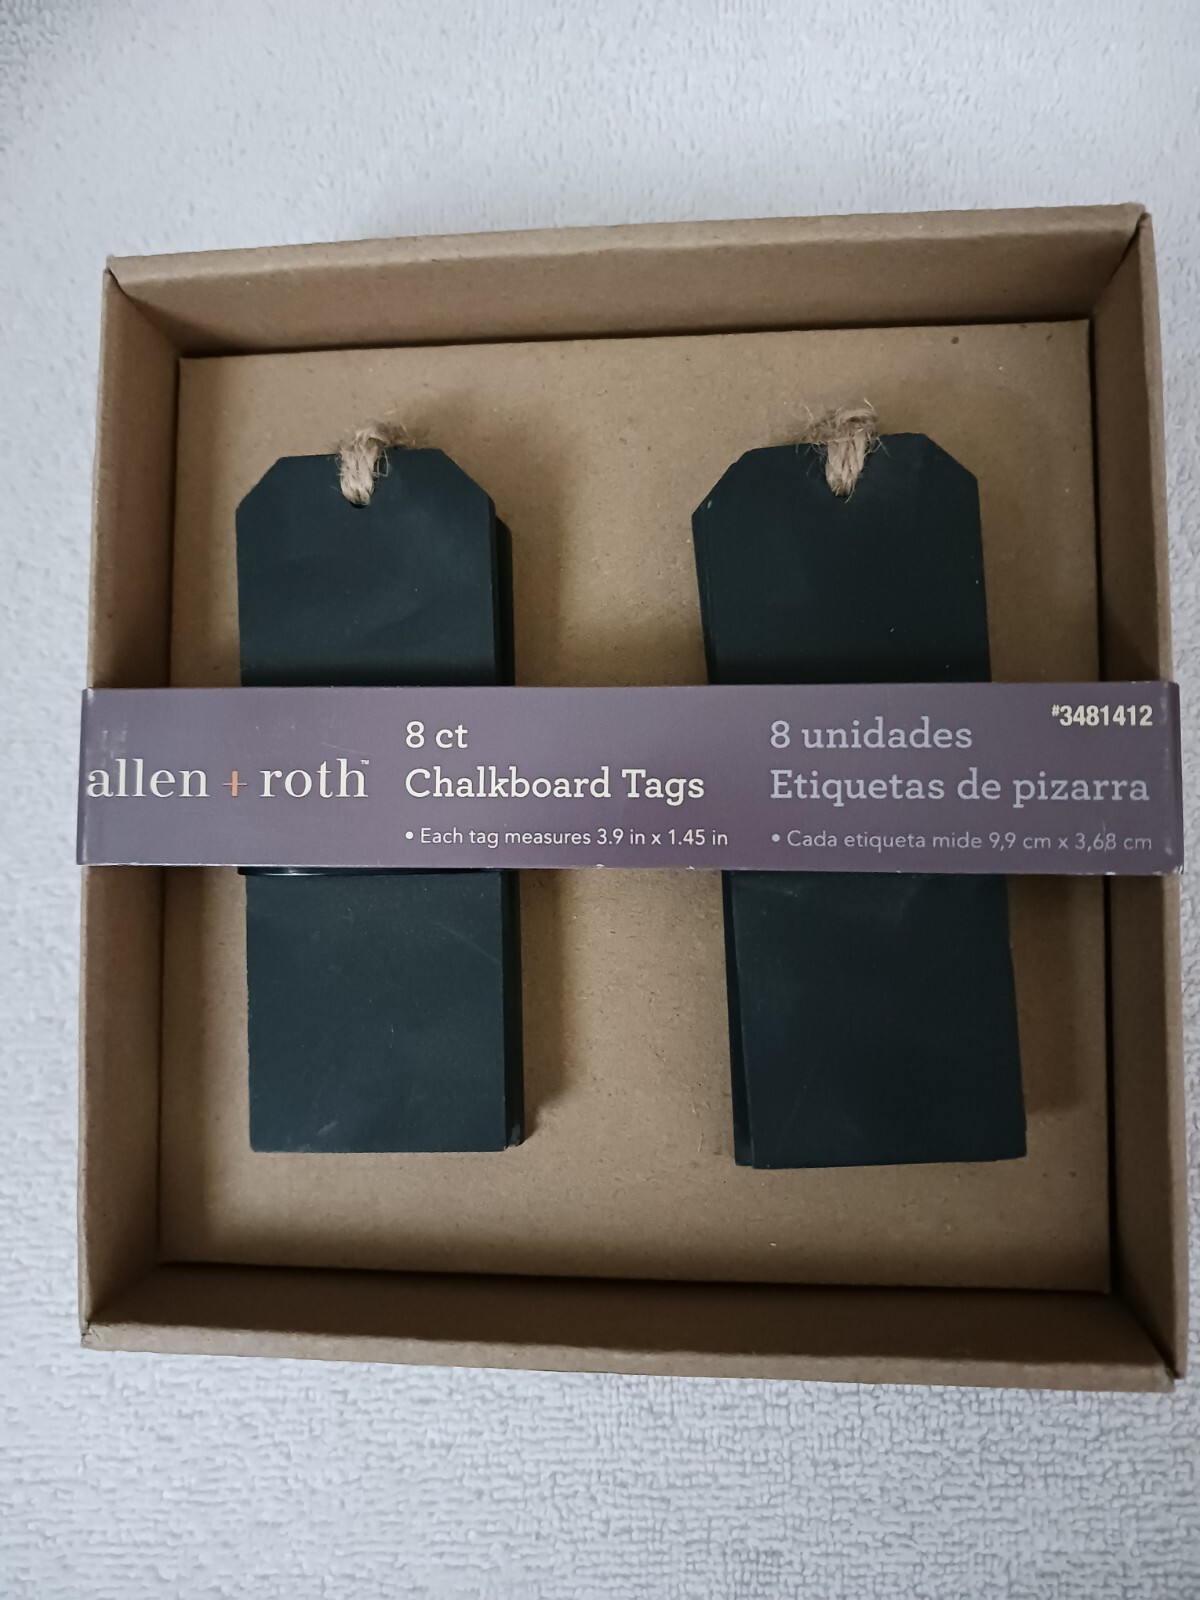 allen + roth™
8 ct
Chalkboard Tags
• Each tag measures 3.9 in x 1.45 in
#3481412
8 unidades
Etiquetas de pizarra
• Cada etiqueta mide 9,9 cm x 3,68 cm